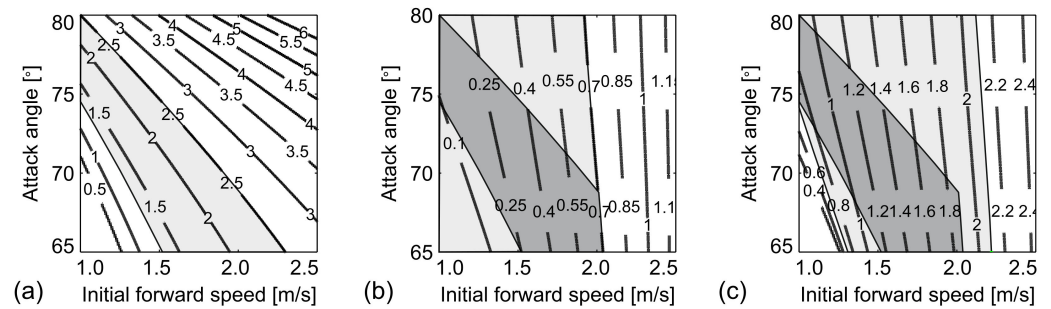 80
75
70
65
Attack angle [°]
1.0 1.5 2.0 2.5
(a) Initial forward speed [m/s]
3 4 5 6
2.5 3.5 4.5 5.5
2 4 5
1.5 2.5 3 3.5 4.5
1 2 3 4
0.5 1.5 2.5 3.5
2 3
80
75
70
65
Attack angle [°]
1.0 1.5 2.0 2.5
(b) Initial forward speed [m/s]
0.25 0.4 0.55 0.7 0.85 1 1.1
0.1
0.25 0.4 0.55 0.7 0.85 1 1.1
80
75
70
65
Attack angle [°]
1.0 1.5 2.0 2.5
(c) Initial forward speed [m/s]
1 1.2 1.4 1.6 1.8 2 2.2 2.4
0.6
0.4
0.8 1 1.2 1.4 1.6 1.8 2 2.2 2.4